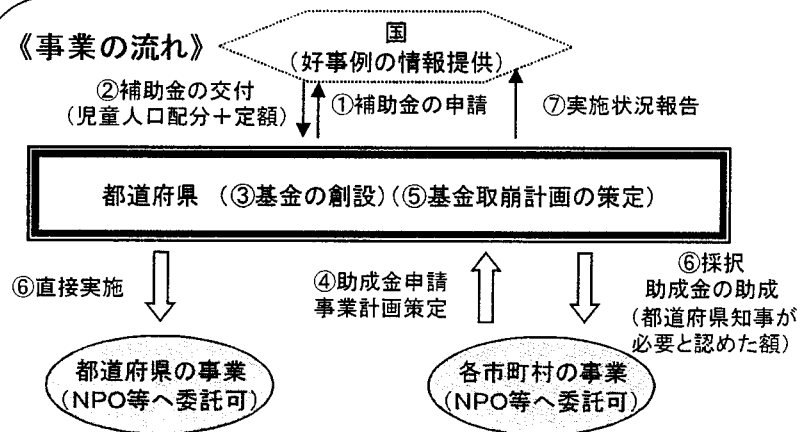 《事業の流れ》
国
(好事例の情報提供)
②補助金の交付
(児童人口配分+定額)
①補助金の申請
⑦実施状況報告
都道府県 (③基金の創設)(⑤基金取崩計画の策定)
⑥直接実施
④助成金申請
事業計画策定
⑥採択
助成金の助成
(都道府県知事が
必要と認めた額)
都道府県の事業
(NPO等へ委託可)
各市町村の事業
(NPO等へ委託可)